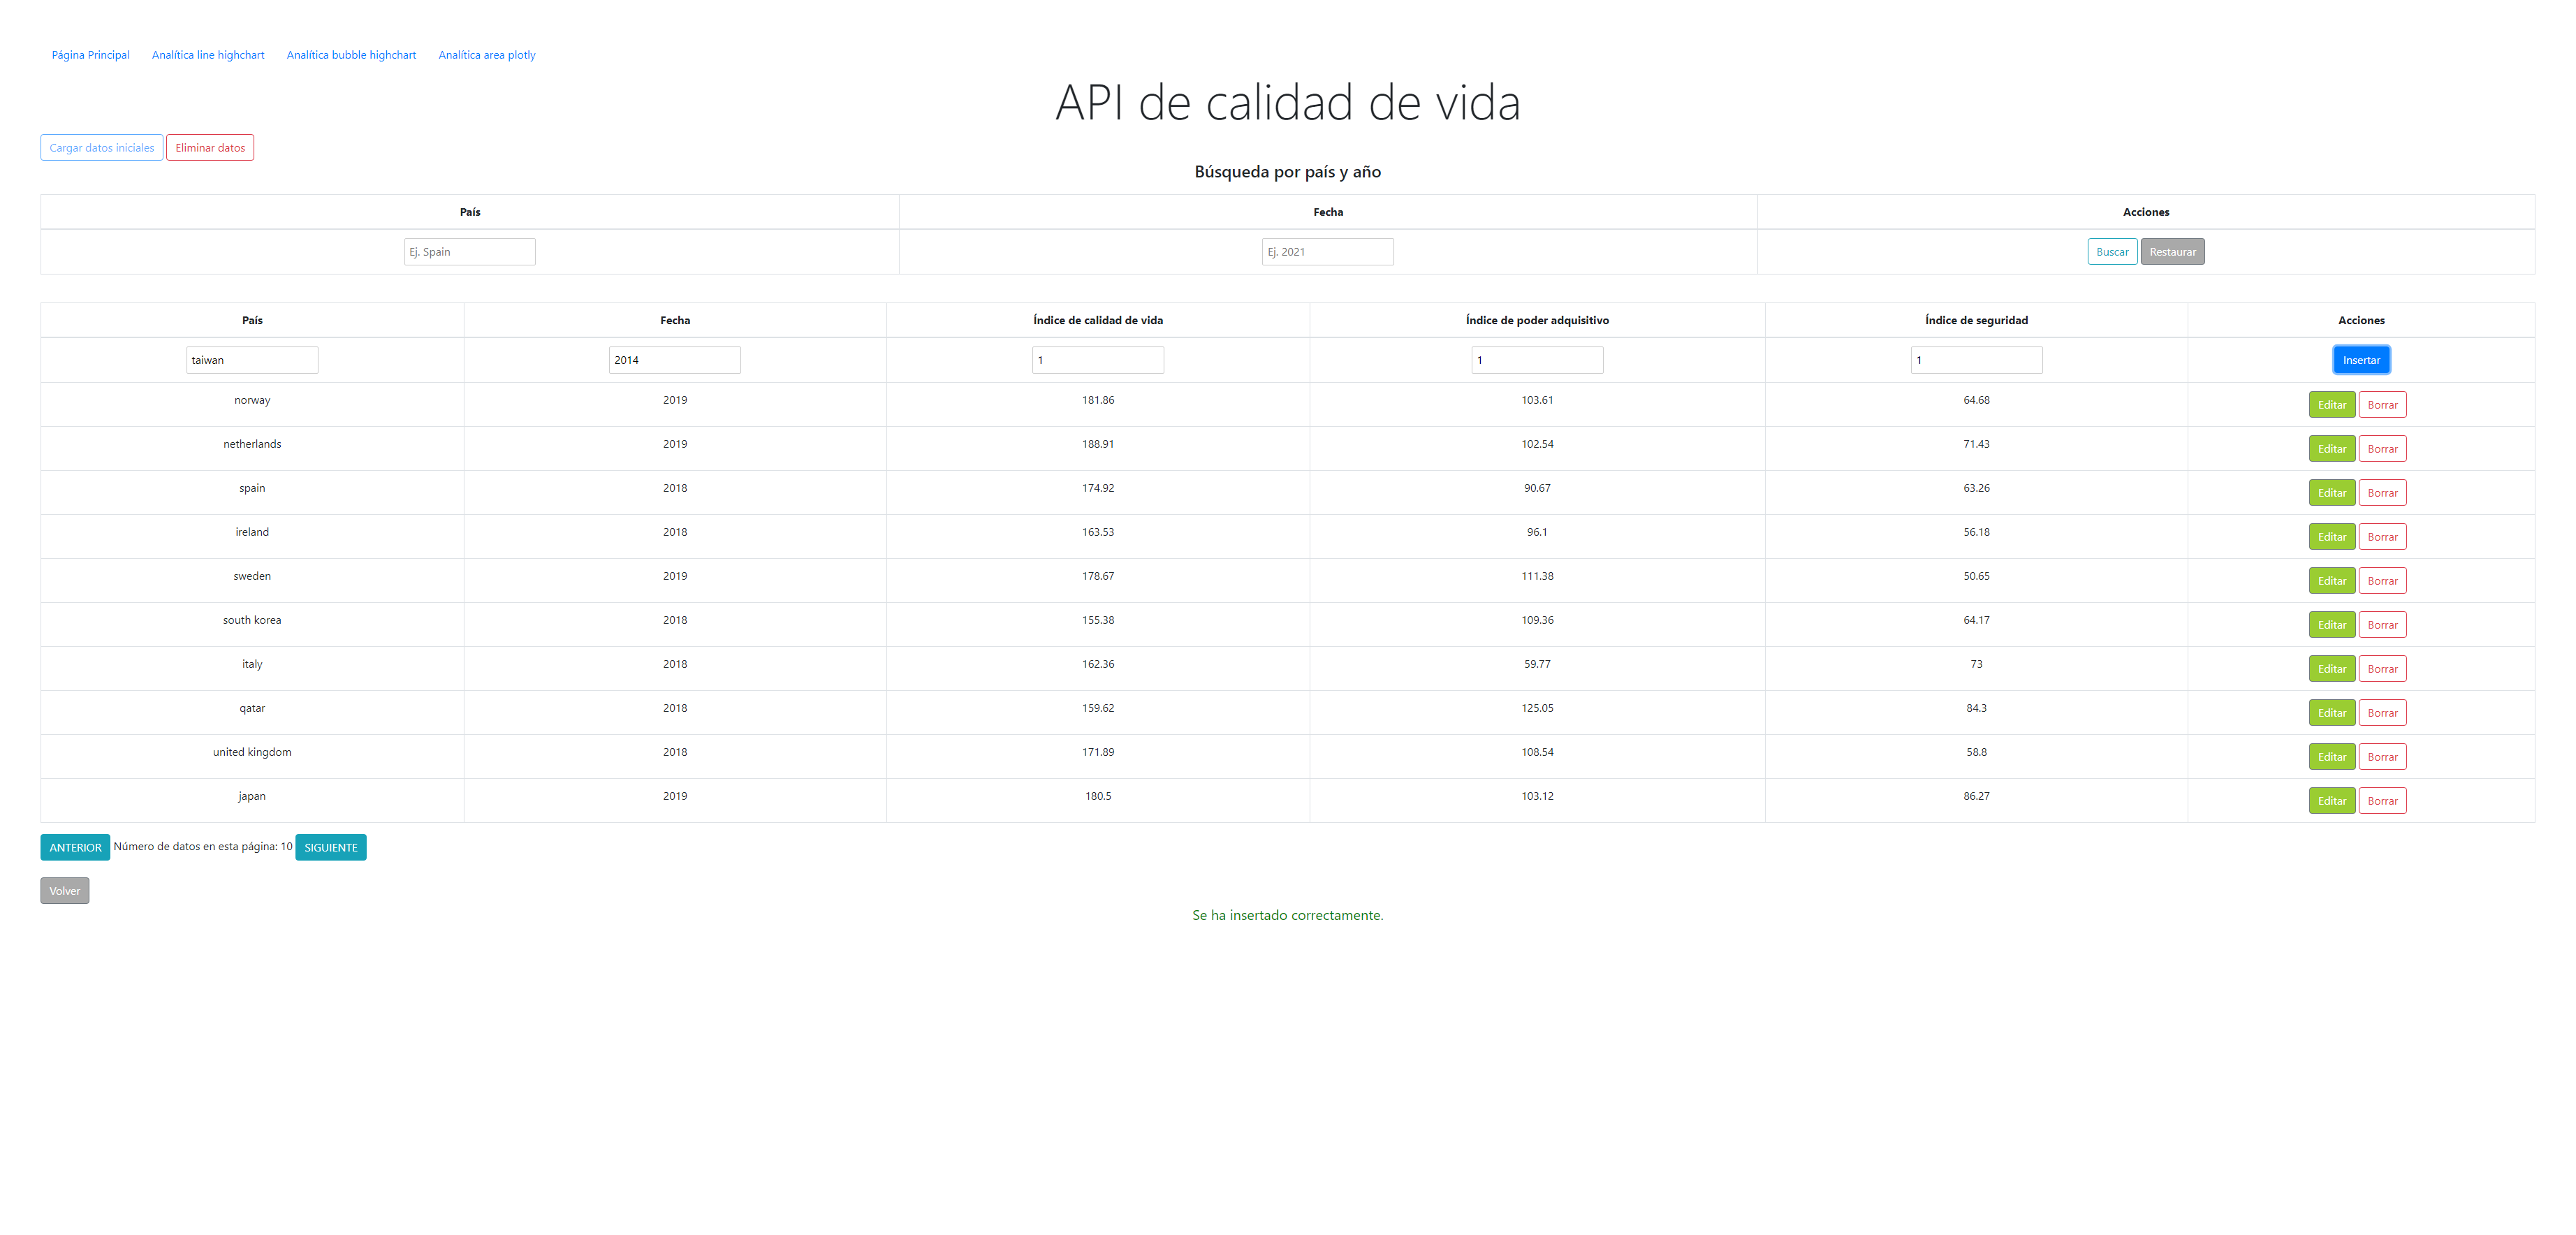 Página Principal Analítica line highchart Analítica bubble highchart Analítica area plotly
API de calidad de vida
Cargar datos iniciales Eliminar datos
Búsqueda por país y año
País Fecha Acciones
Ej. Spain Ej. 2021 Buscar Restaurar
País Fecha Índice de calidad de vida Índice de poder adquisitivo Índice de seguridad Acciones
taiwan 2014 1 1 1 Insertar
norway 2019 181.86 103.61 64.68 Editar Borrar
netherlands 2019 188.91 102.54 71.43 Editar Borrar
spain 2018 174.92 90.67 63.26 Editar Borrar
ireland 2018 163.53 96.1 56.18 Editar Borrar
sweden 2019 178.67 111.38 50.65 Editar Borrar
south korea 2018 155.38 109.36 64.17 Editar Borrar
italy 2018 162.36 59.77 73 Editar Borrar
qatar 2018 159.62 125.05 84.3 Editar Borrar
united kingdom 2018 171.89 108.54 58.8 Editar Borrar
japan 2019 180.5 103.12 86.27 Editar Borrar
ANTERIOR Número de datos en esta página: 10 SIGUIENTE
Volver
Se ha insertado correctamente.